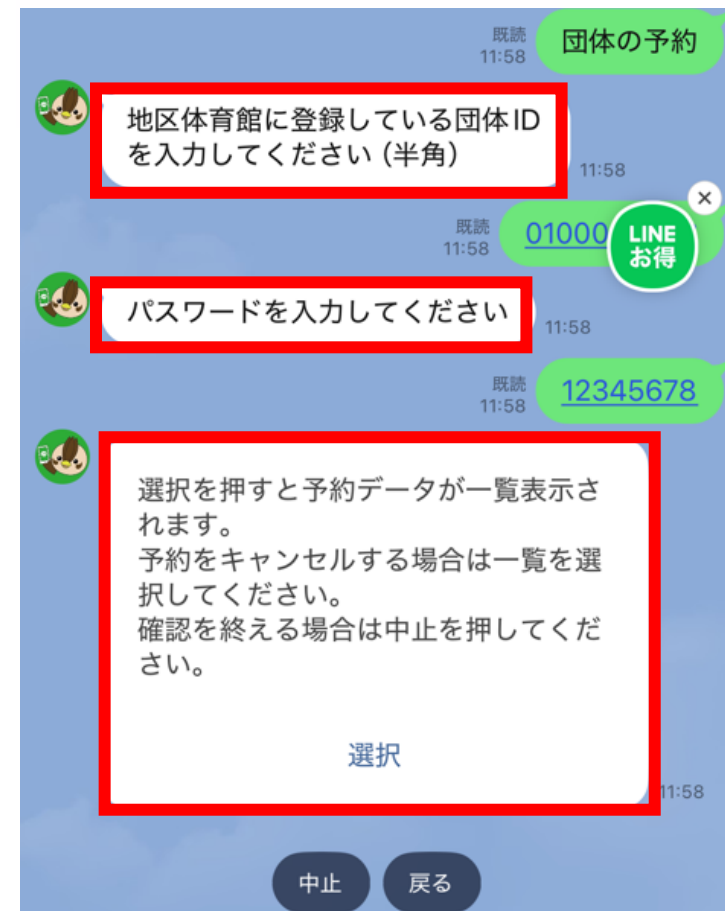 既読
11:58
団体の予約
地区体育館に登録している団体ID
を入力してください（半角）
11:58
既読
11:58
01000
LINE
お得
×
パスワードを入力してください
11:58
既読
11:58
12345678
選択を押すと予約データが一覧表示さ
れます。
予約をキャンセルする場合は一覧を選
択してください。
確認を終える場合は中止を押してくだ
さい。
選択
11:58
中止
戻る